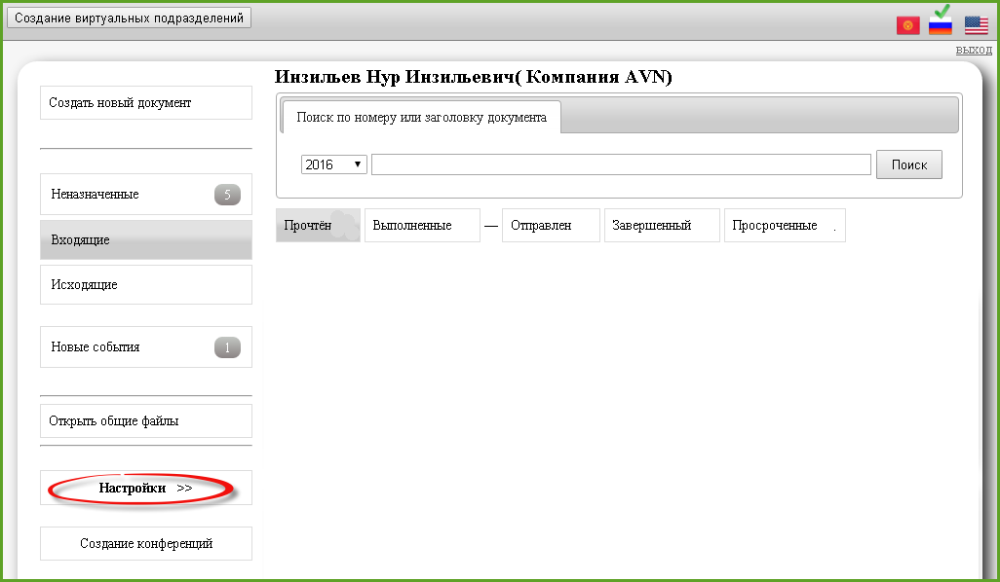 Создание виртуальных подразделений
выход
Инзильев Нур Инзильевич( Компания AVN)
Создать новый документ
Поиск по номеру или заголовку документа
2016
Поиск
Неназначенные 5
Входящие
Исходящие
Прочтён Выполненные — Отправлен Завершенный Просроченные .
Новые события 1
Открыть общие файлы
Настройки >>
Создание конференций